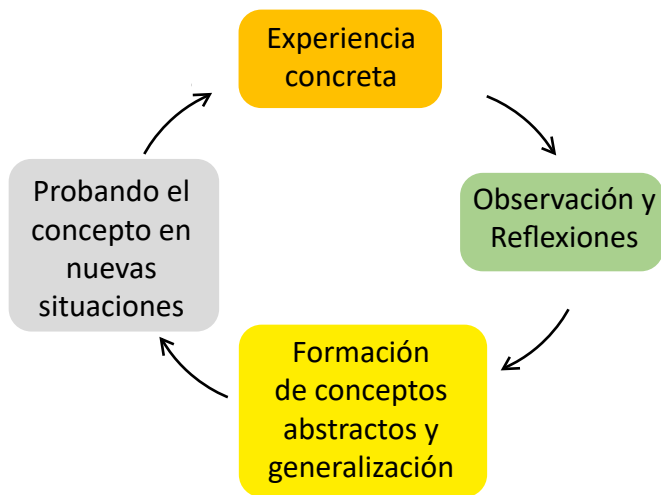 Experiencia
concreta
Observación y
Reflexiones
Formación
de conceptos
abstractos y
generalización
Probando el
concepto en
nuevas
situaciones